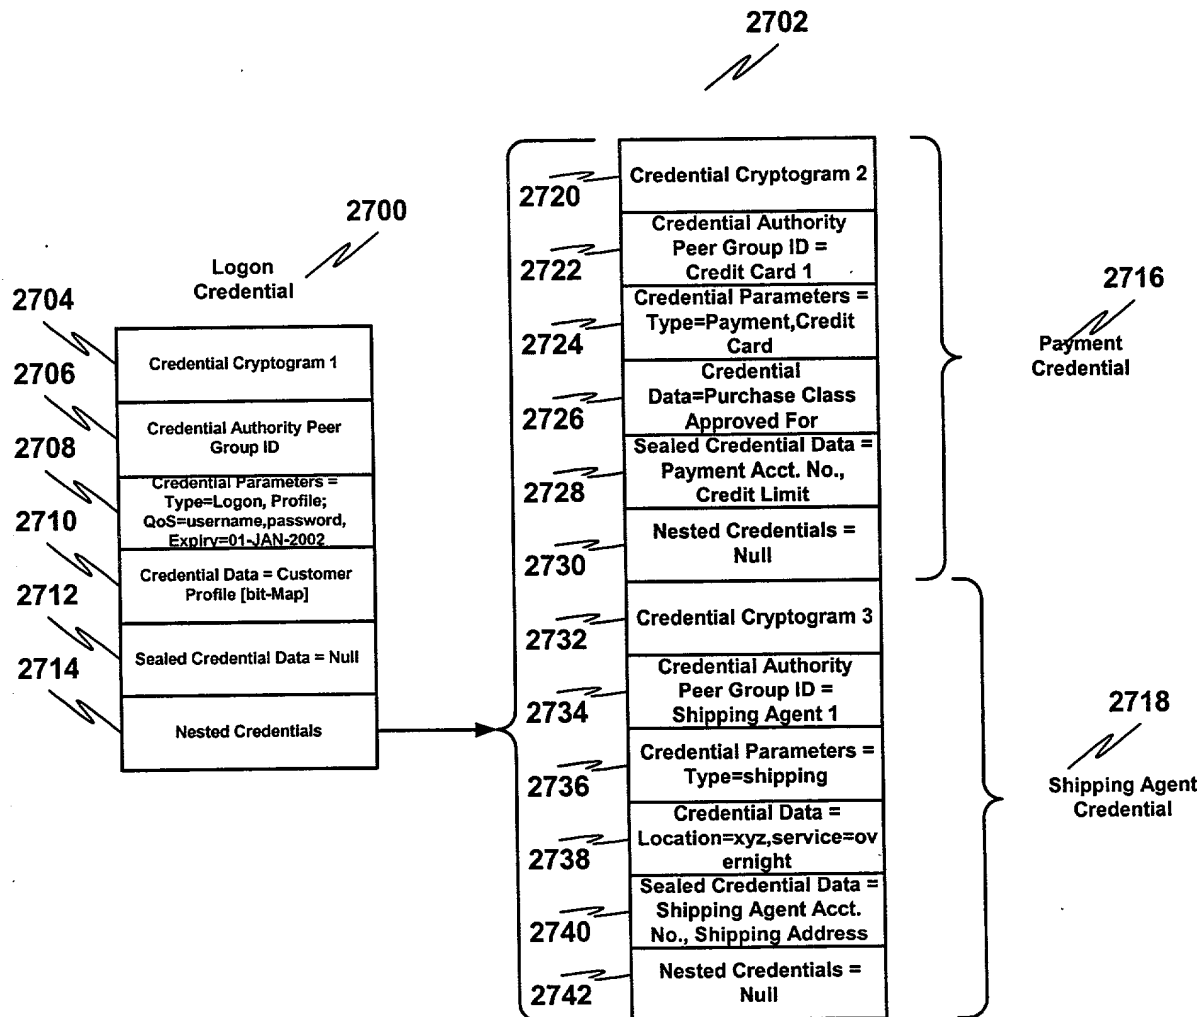 2702
2700
Logon
Credential
2704
Credential Cryptogram 1
2706
Credential Authority Peer
Group ID
2708
Credential Parameters =
Type=Logon, Profile;
QoS=username,password,
Expiry=01-JAN-2002
2710
Credential Data = Customer
Profile [bit-Map]
2712
Sealed Credential Data = Null
2714
Nested Credentials
2720
Credential Cryptogram 2
2722
Credential Authority
Peer Group ID =
Credit Card 1
2724
Credential Parameters =
Type=Payment,Credit
Card
2726
Credential
Data=Purchase Class
Approved For
2728
Sealed Credential Data =
Payment Acct. No.,
Credit Limit
2730
Nested Credentials =
Null
2716
Payment
Credential
2732
Credential Cryptogram 3
2734
Credential Authority
Peer Group ID =
Shipping Agent 1
2736
Credential Parameters =
Type=shipping
2738
Credential Data =
Location=xyz,service=ov
ernight
2740
Sealed Credential Data =
Shipping Agent Acct.
No., Shipping Address
2742
Nested Credentials =
Null
2718
Shipping Agent
Credential